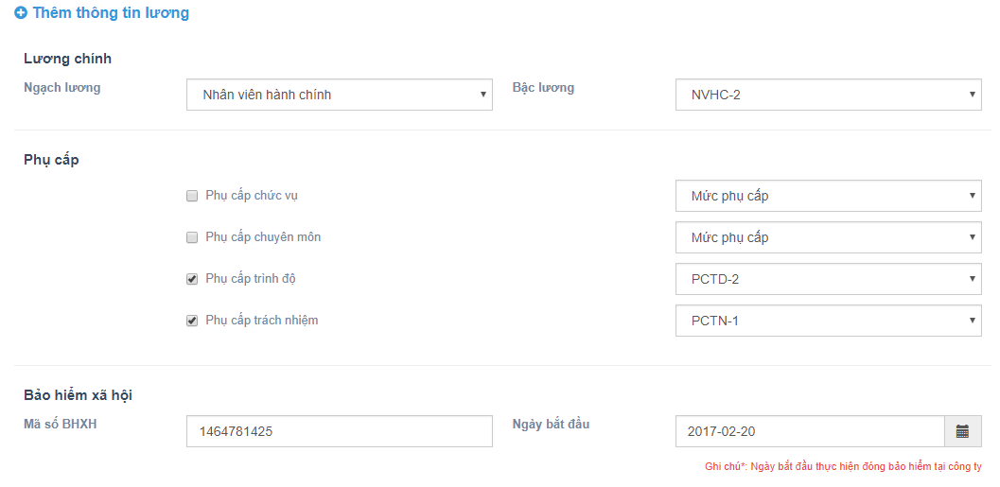 Thêm thông tin lương
Lương chính
Ngạch lương
Nhân viên hành chính
Bậc lương
NVHC-2
Phụ cấp
Phụ cấp chức vụ
Mức phụ cấp
Phụ cấp chuyên môn
Mức phụ cấp
Phụ cấp trình độ
PCTD-2
Phụ cấp trách nhiệm
PCTN-1
Bảo hiểm xã hội
Mã số BHXH
1464781425
Ngày bắt đầu
2017-02-20
Ghi chú*: Ngày bắt đầu thực hiện đóng bảo hiểm tại công ty